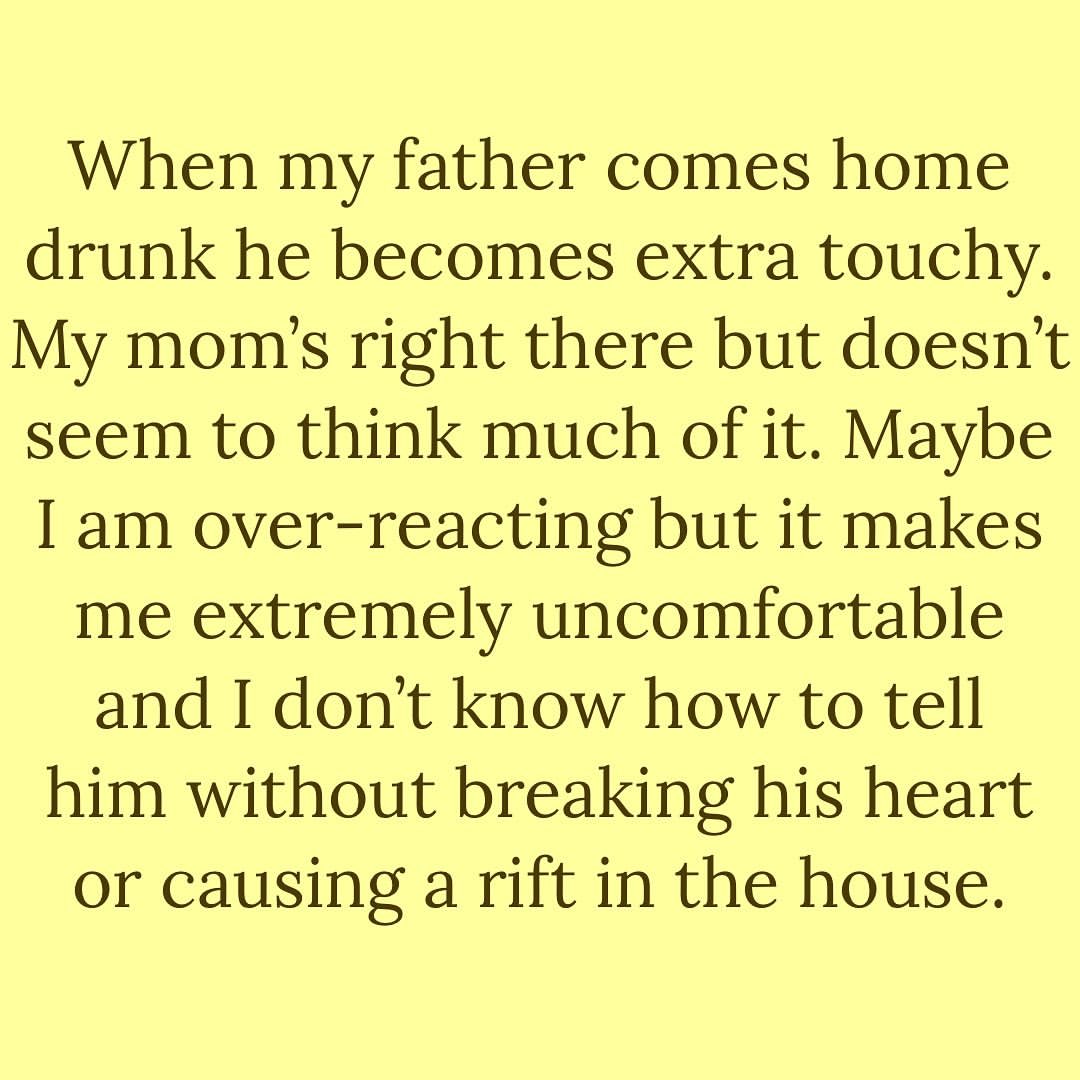 When my father comes home
drunk he becomes extra touchy.
My mom’s right there but doesn’t
seem to think much of it. Maybe
I am over-reacting but it makes
me extremely uncomfortable
and I don’t know how to tell
him without breaking his heart
or causing a rift in the house.